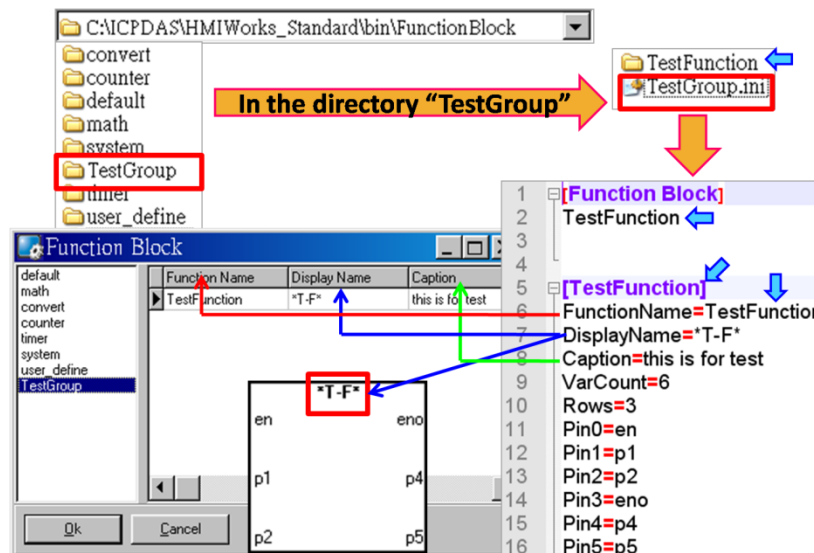 C:\ICPDAS\HMIWorks_Standard\bin\FunctionBlock
convert
counter
default
math
system
TestGroup
timer
user_define
In the directory “TestGroup”
TestFunction
TestGroup.ini
Function Block
default
math
convert
counter
timer
system
user_define
TestGroup
Function Name Display Name Caption
TestFunction *T-F* this is for test
*T-F*
en eno
p1 p4
p2 p5
Ok Cancel
1 [Function Block]
2 TestFunction
3
4
5 [TestFunction]
6 FunctionName=TestFunction
7 DisplayName=*T-F*
8 Caption=this is for test
9 VarCount=6
10 Rows=3
11 Pin0=en
12 Pin1=p1
13 Pin2=p2
14 Pin3=eno
15 Pin4=p4
16 Pin5=p5